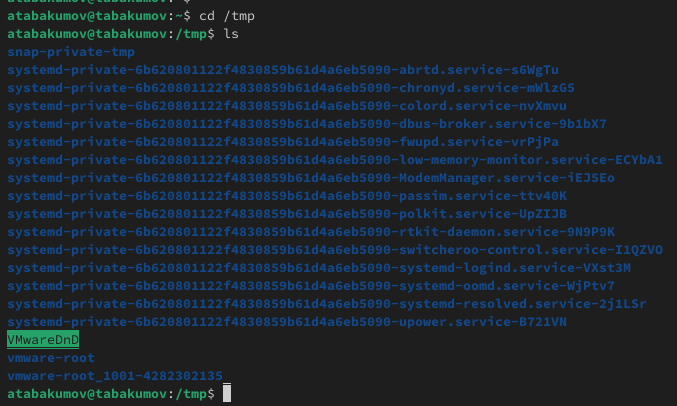 atabakumov@tabakumov:~$ cd /tmp
atabakumov@tabakumov:/tmp$ ls
snap-private-tmp
systemd-private-6b620801122f4830859b61d4a6eb5090-abrtd.service-s6WgTu
systemd-private-6b620801122f4830859b61d4a6eb5090-chronyd.service-mWlzG5
systemd-private-6b620801122f4830859b61d4a6eb5090-colord.service-nvXmvu
systemd-private-6b620801122f4830859b61d4a6eb5090-dbus-broker.service-9b1bX7
systemd-private-6b620801122f4830859b61d4a6eb5090-fwupd.service-vrPjPa
systemd-private-6b620801122f4830859b61d4a6eb5090-low-memory-monitor.service-ECYbA1
systemd-private-6b620801122f4830859b61d4a6eb5090-ModemManager.service-iEJSEo
systemd-private-6b620801122f4830859b61d4a6eb5090-passim.service-ttv40K
systemd-private-6b620801122f4830859b61d4a6eb5090-polkit.service-UpZIJB
systemd-private-6b620801122f4830859b61d4a6eb5090-rtkit-daemon.service-9N9P9K
systemd-private-6b620801122f4830859b61d4a6eb5090-switcheroo-control.service-I1QZVO
systemd-private-6b620801122f4830859b61d4a6eb5090-systemd-logind.service-VXst3M
systemd-private-6b620801122f4830859b61d4a6eb5090-systemd-oomd.service-WjPtv7
systemd-private-6b620801122f4830859b61d4a6eb5090-systemd-resolved.service-2j1LSr
systemd-private-6b620801122f4830859b61d4a6eb5090-upower.service-B721VN
VMwareDnD
vmware-root
vmware-root_1001-4282302135
atabakumov@tabakumov:/tmp$